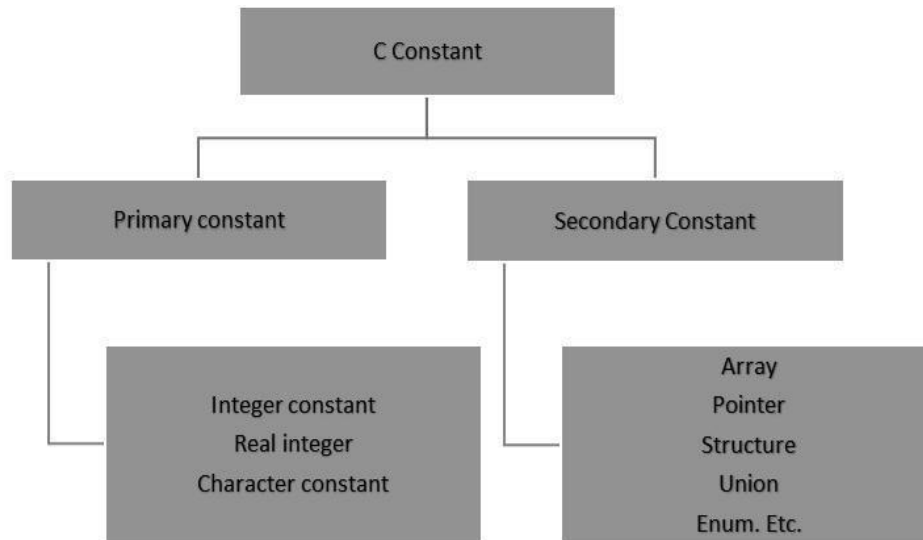 C Constant
Primary constant
Secondary Constant
Integer constant
Real integer
Character constant
Array
Pointer
Structure
Union
Enum. Etc.